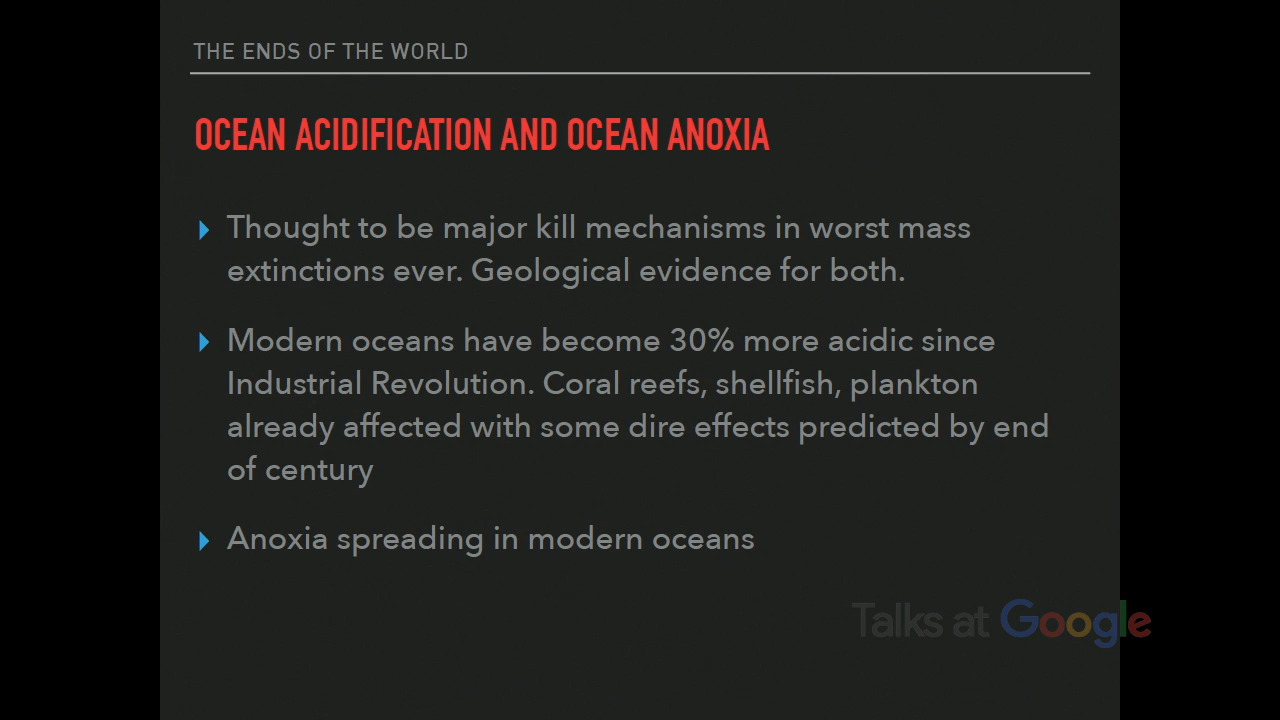 THE ENDS OF THE WORLD
OCEAN ACIDIFICATION AND OCEAN ANOXIA
Thought to be major kill mechanisms in worst mass
extinctions ever. Geological evidence for both.
Modern oceans have become 30% more acidic since
Industrial Revolution. Coral reefs, shellfish, plankton
already affected with some dire effects predicted by end
of century
Anoxia spreading in modern oceans
Talks at Google